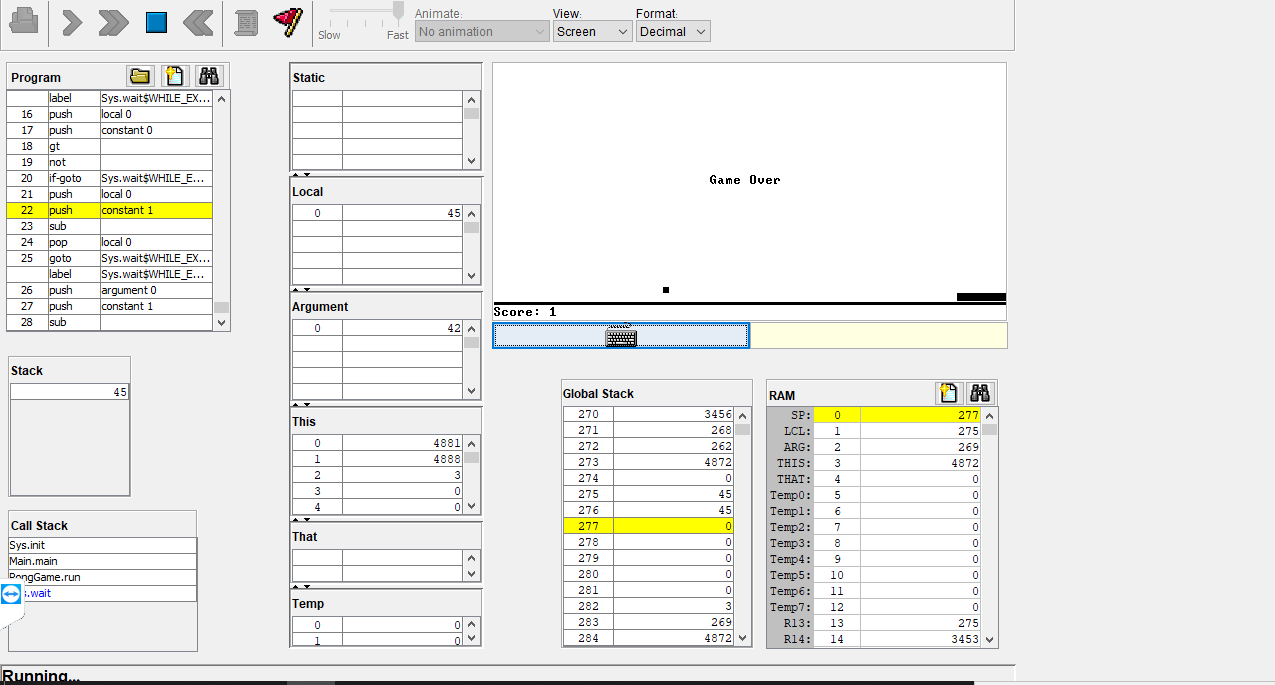 Animate: View: Format:
Slow Fast No animation Screen Decimal
Program
label Sys.wait$WHILE_EX...
16 push local 0
17 push constant 0
18 gt
19 not
20 if-goto Sys.wait$WHILE_E...
21 push local 0
22 push constant 1
23 sub
24 pop local 0
25 goto Sys.wait$WHILE_EX...
label Sys.wait$WHILE_E...
26 push argument 0
27 push constant 1
28 sub
Stack
45
Call Stack
Sys.init
Main.main
PongGame.run
s.wait
Static
Local
0 45
Argument
0 42
This
0 4881
1 4888
2 3
3 0
4 0
That
Temp
0 0
1 0
Game Over
Score: 1
Global Stack
270 3456
271 268
272 262
273 4872
274 0
275 45
276 45
277 0
278 0
279 0
280 0
281 0
282 3
283 269
284 4872
RAM
SP: 0 277
LCL: 1 275
ARG: 2 269
THIS: 3 4872
THAT: 4 0
Temp0: 5 0
Temp1: 6 0
Temp2: 7 0
Temp3: 8 0
Temp4: 9 0
Temp5: 10 0
Temp6: 11 0
Temp7: 12 0
R13: 13 275
R14: 14 3453
Running...